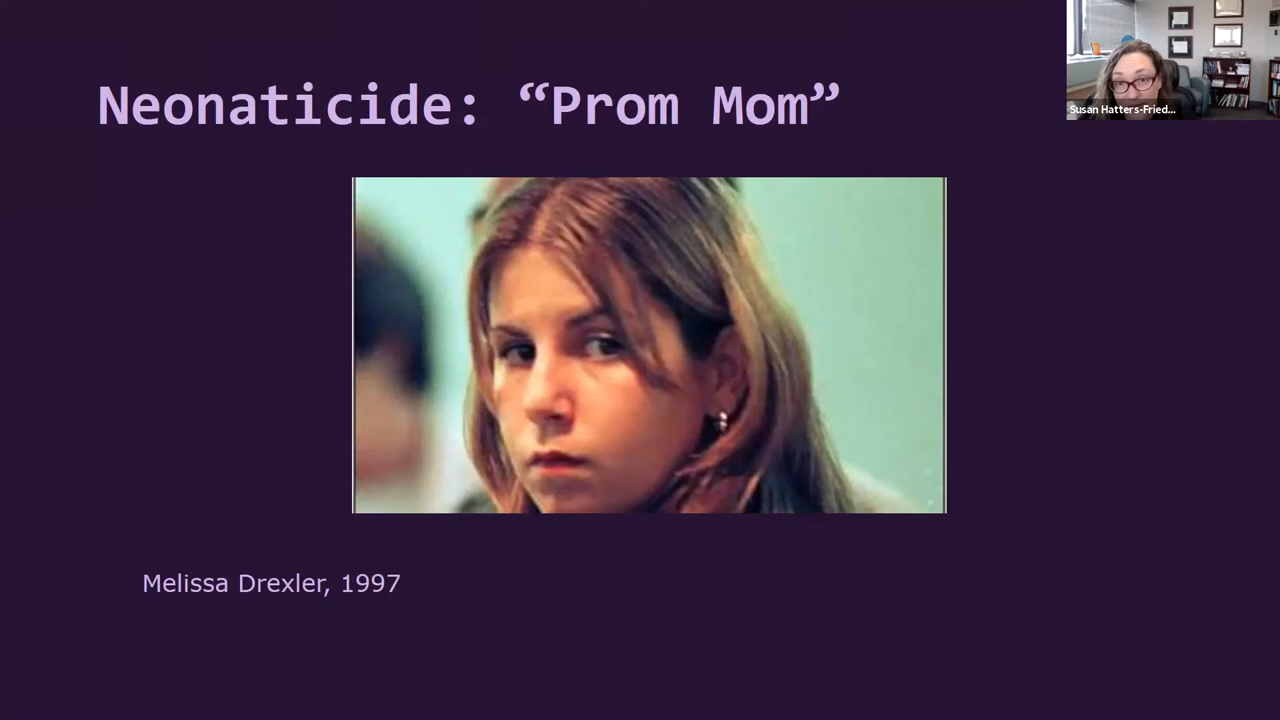 Neonaticide: “Prom Mom”
Susan Hatters-Fried...
Melissa Drexler, 1997